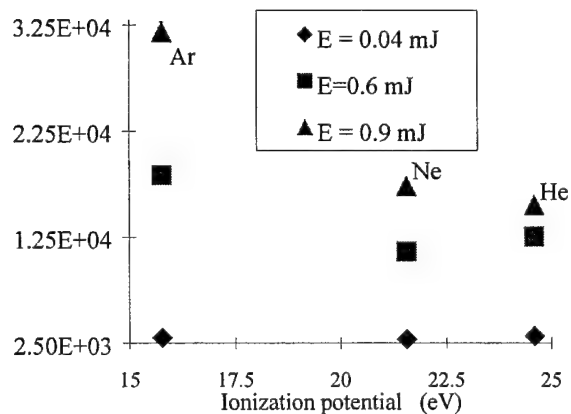 3.25E+04
Ar
E = 0.04 mJ
E=0.6 mJ
E = 0.9 mJ
2.25E+04
Ne
He
1.25E+04
2.50E+03
15 17.5 20 22.5 25
Ionization potential (eV)